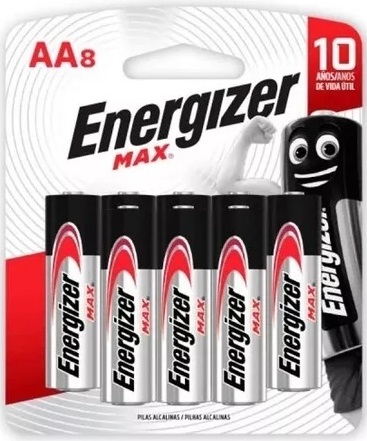 AA8
10
AÑOS/ANOS
DE VIDA ÚTIL
Energizer
MAX®
Energizer
MAX
Energizer
MAX
Energizer
MAX
Energizer
MAX
Energizer
MAX
Energizer
PILAS ALCALINAS / PILHAS ALCALINAS